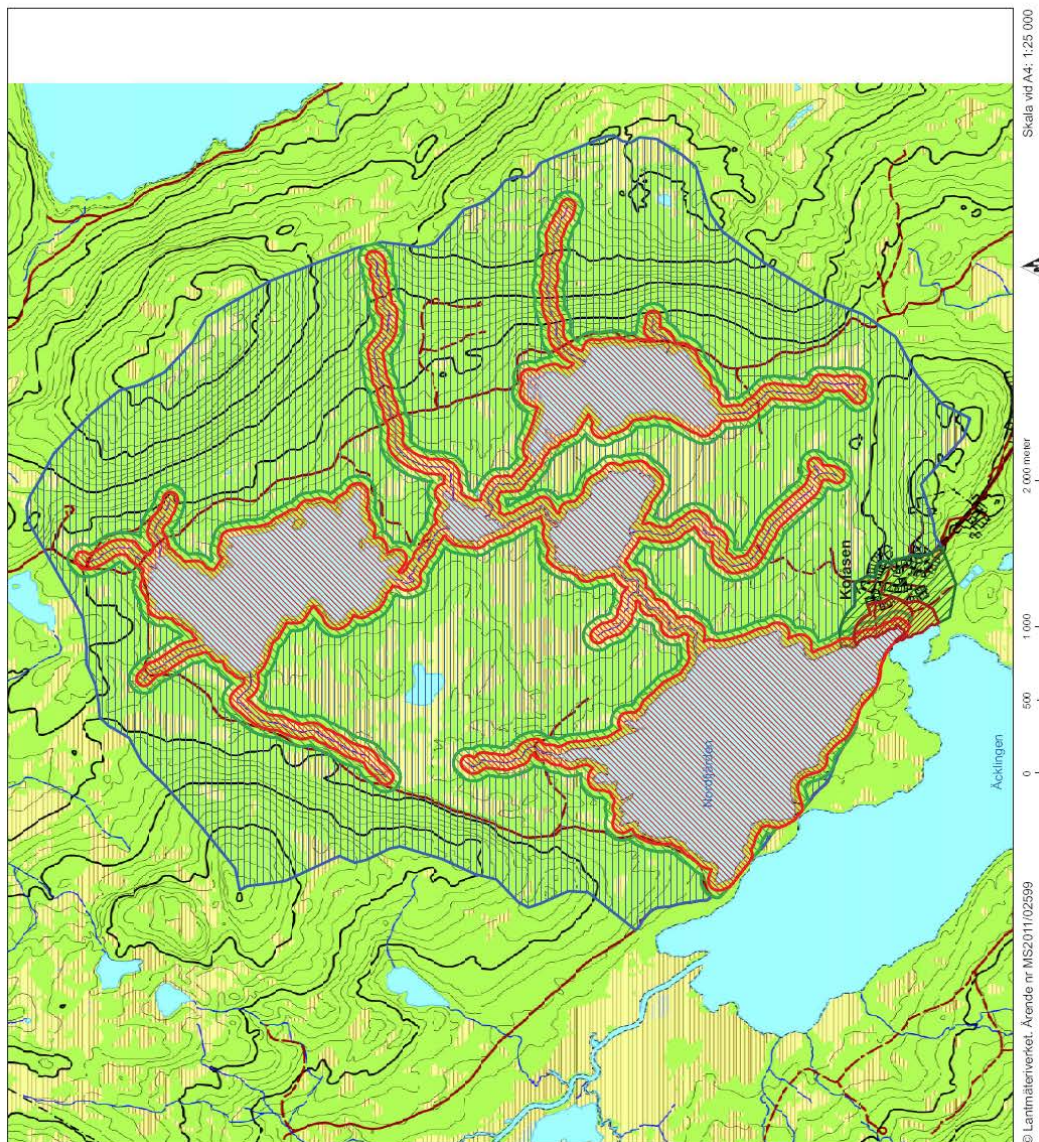 Kolåsen
Nordfjärden
Äcklingen
0
500
1 000
2 000 meter
© Lantmäteriverket. Ärende nr MS2011/02599
Skala vid A4: 1:25 000